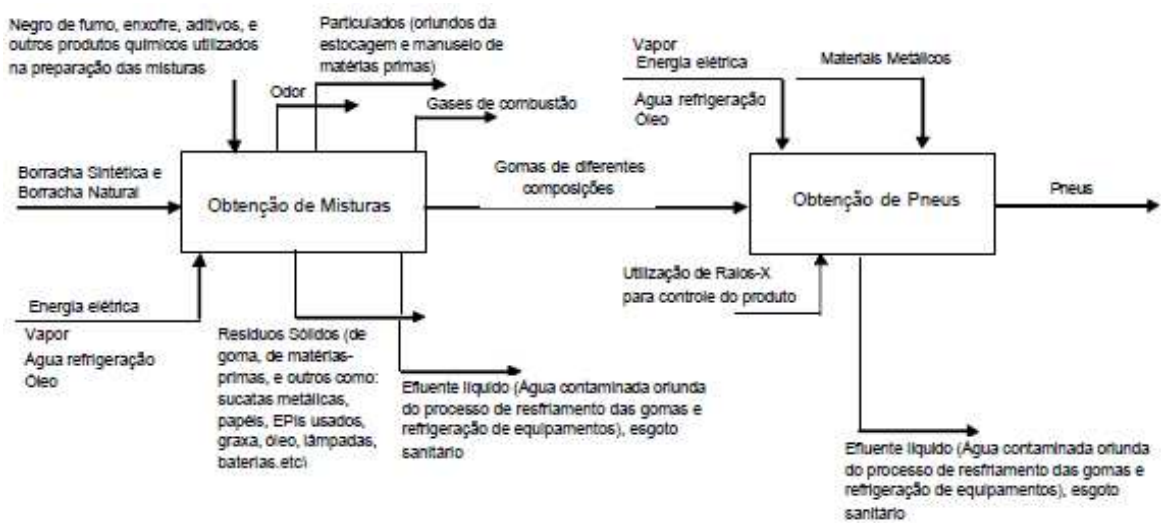 Negro de fumo, enxofre, aditivos, e
outros produtos químicos utilizados
na preparação das misturas
Particulados (oriundos da
estocagem e manuseio de
matérias primas)
Odor
Gases de combustão
Vapor
Energia elétrica
Água refrigeração
Óleo
Materiais Metálicos
Borracha Sintética e
Borracha Natural
Obtenção de Misturas
Gomas de diferentes
composições
Obtenção de Pneus
Pneus
Energia elétrica
Vapor
Água refrigeração
Óleo
Resíduos Sólidos (de
goma, de matérias-
primas, e outros como:
sucatas metálicas,
papéis, EPIs usados,
graxa, óleo, lâmpadas,
baterias.etc)
Efluente líquido (Água contaminada oriunda
do processo de resfriamento das gomas e
refrigeração de equipamentos), esgoto
sanitário
Utilização de Raios-X
para controle do produto
Efluente líquido (Água contaminada oriunda
do processo de resfriamento das gomas e
refrigeração de equipamentos), esgoto
sanitário